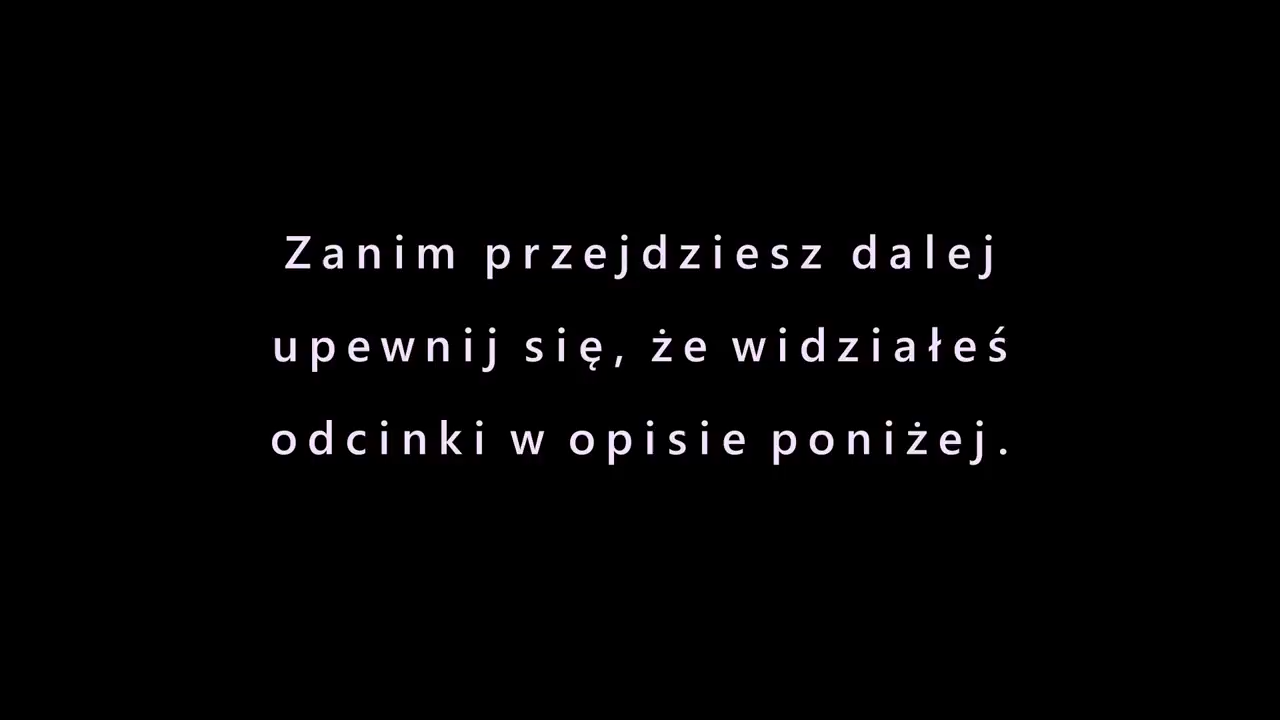 Zanim przejdziesz dalej
upewnij się, że widziałeś
odcinki w opisie poniżej.